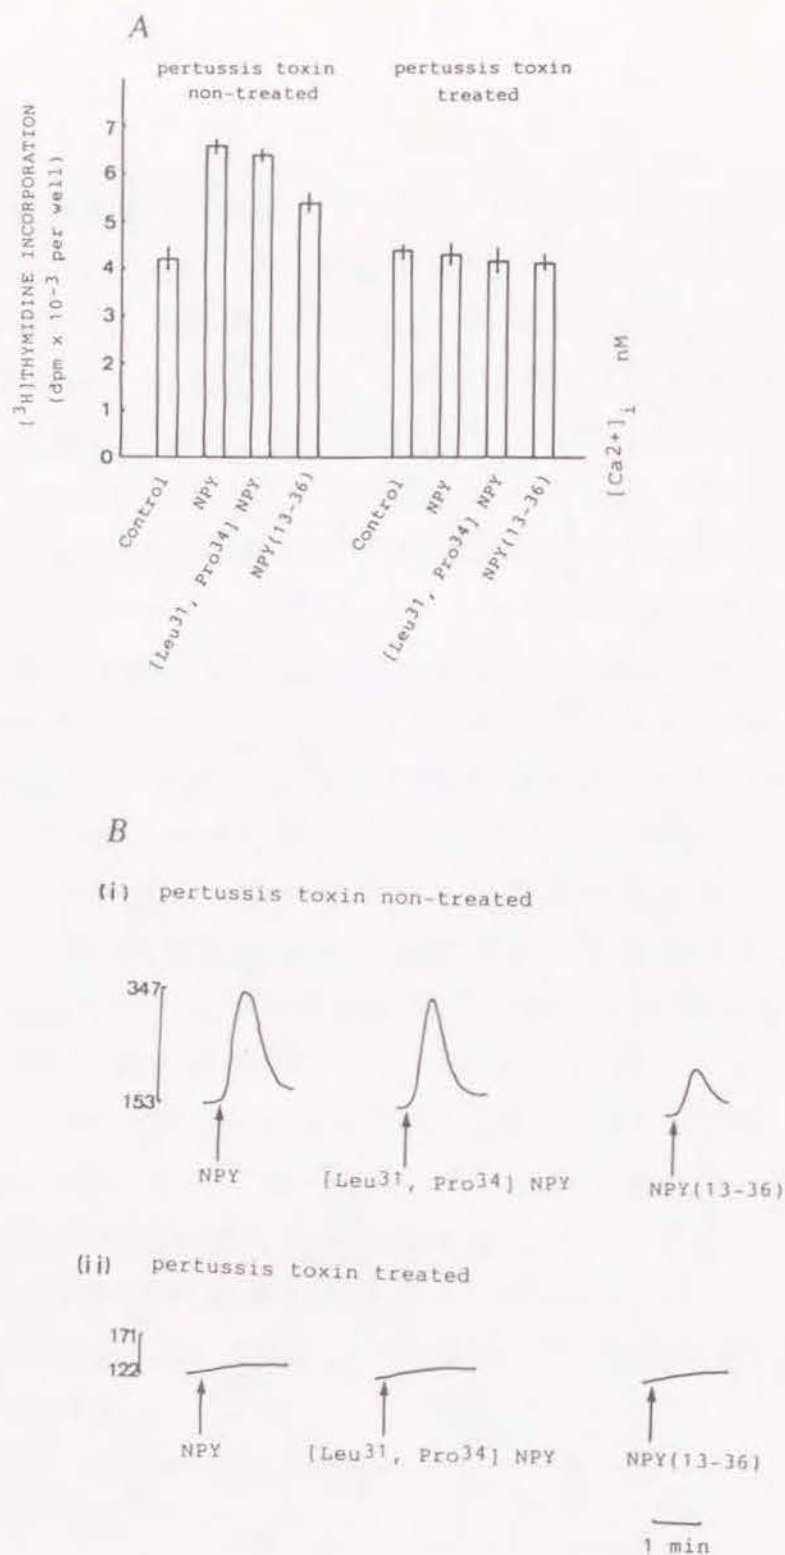 A
pertussis toxin
non-treated
pertussis toxin
treated
[³H]THYMIDINE INCORPORATION
(dpm x 10⁻³ per well)
7
6
5
4
3
2
1
0
Control
NPY
[Leu³¹, Pro³⁴] NPY
NPY(13-36)
Control
NPY
[Leu³¹, Pro³⁴] NPY
NPY(13-36)
[Ca2+]i nM
B
(i) pertussis toxin non-treated
347
153
NPY
[Leu³¹, Pro³⁴] NPY
NPY(13-36)
(ii) pertussis toxin treated
171
122
NPY
[Leu³¹, Pro³⁴] NPY
NPY(13-36)
1 min